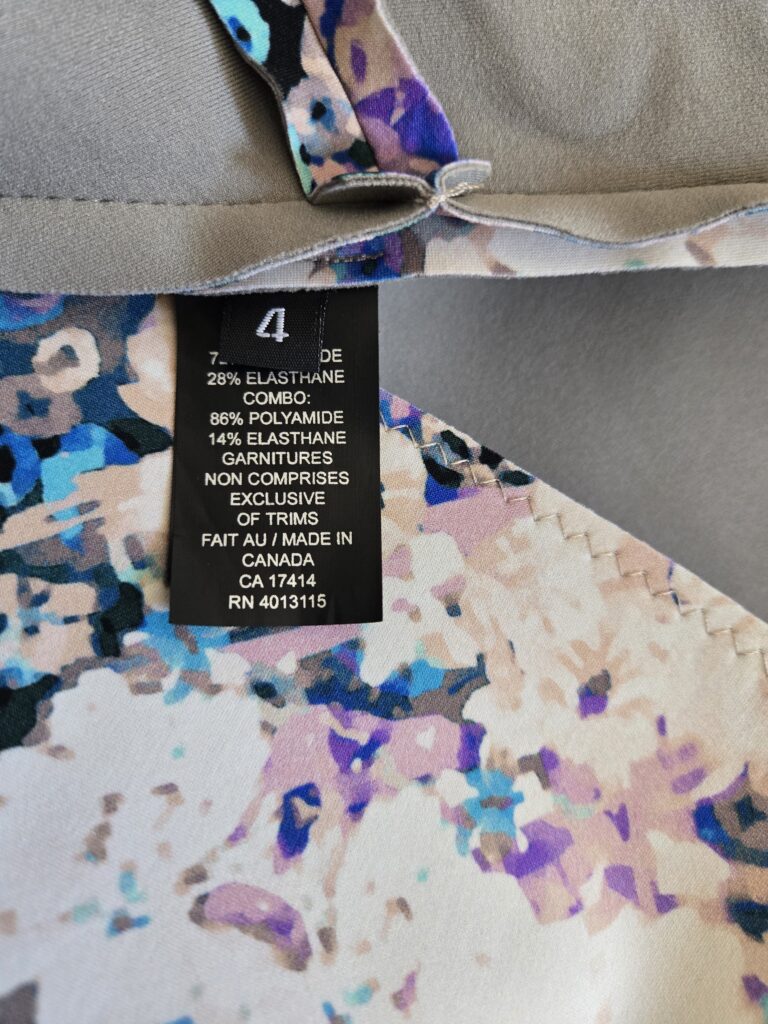 4
28% ELASTHANE
COMBO:
86% POLYAMIDE
14% ELASTHANE
GARNITURES
NON COMPRISES
EXCLUSIVE
OF TRIMS
FAIT AU / MADE IN
CANADA
CA 17414
RN 4013115